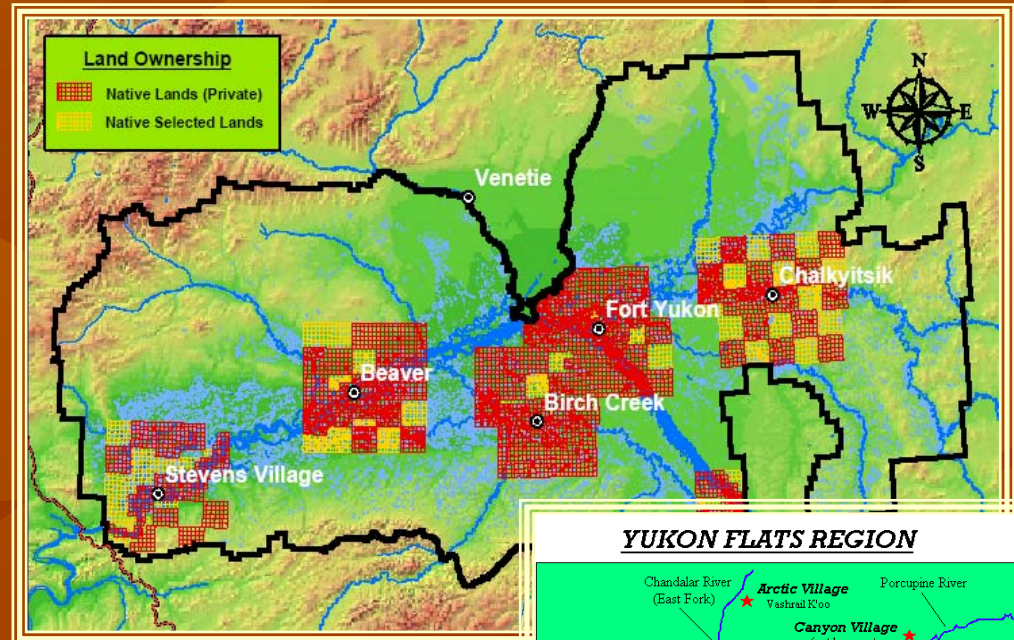 Land Ownership
Native Lands (Private)
Native Selected Lands
N
W E
S
Venetie
Chalkyitsik
Fort Yukon
Beaver
Birch Creek
Stevens Village
YUKON FLATS REGION
Chandalar River
(East Fork)
Arctic Village
Vashrail K'oo
Porcupine River
Canyon Village